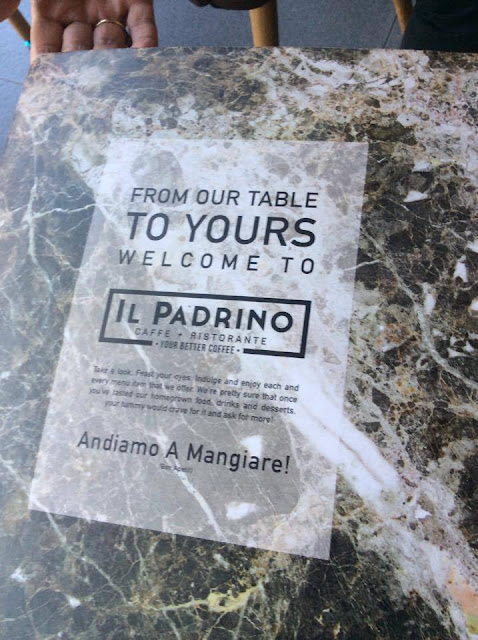 FROM OUR TABLE
TO YOURS
WELCOME TO
IL PADRINO
CAFFE • RISTORANTE
• YOUR BETTER COFFEE •
Take a look. Feast your eyes. Indulge and enjoy each and
every menu item that we offer. We're pretty sure that once
you've tasted our homegrown food, drinks and desserts,
your tummy would crave for it and ask for more!
Andiamo A Mangiare!